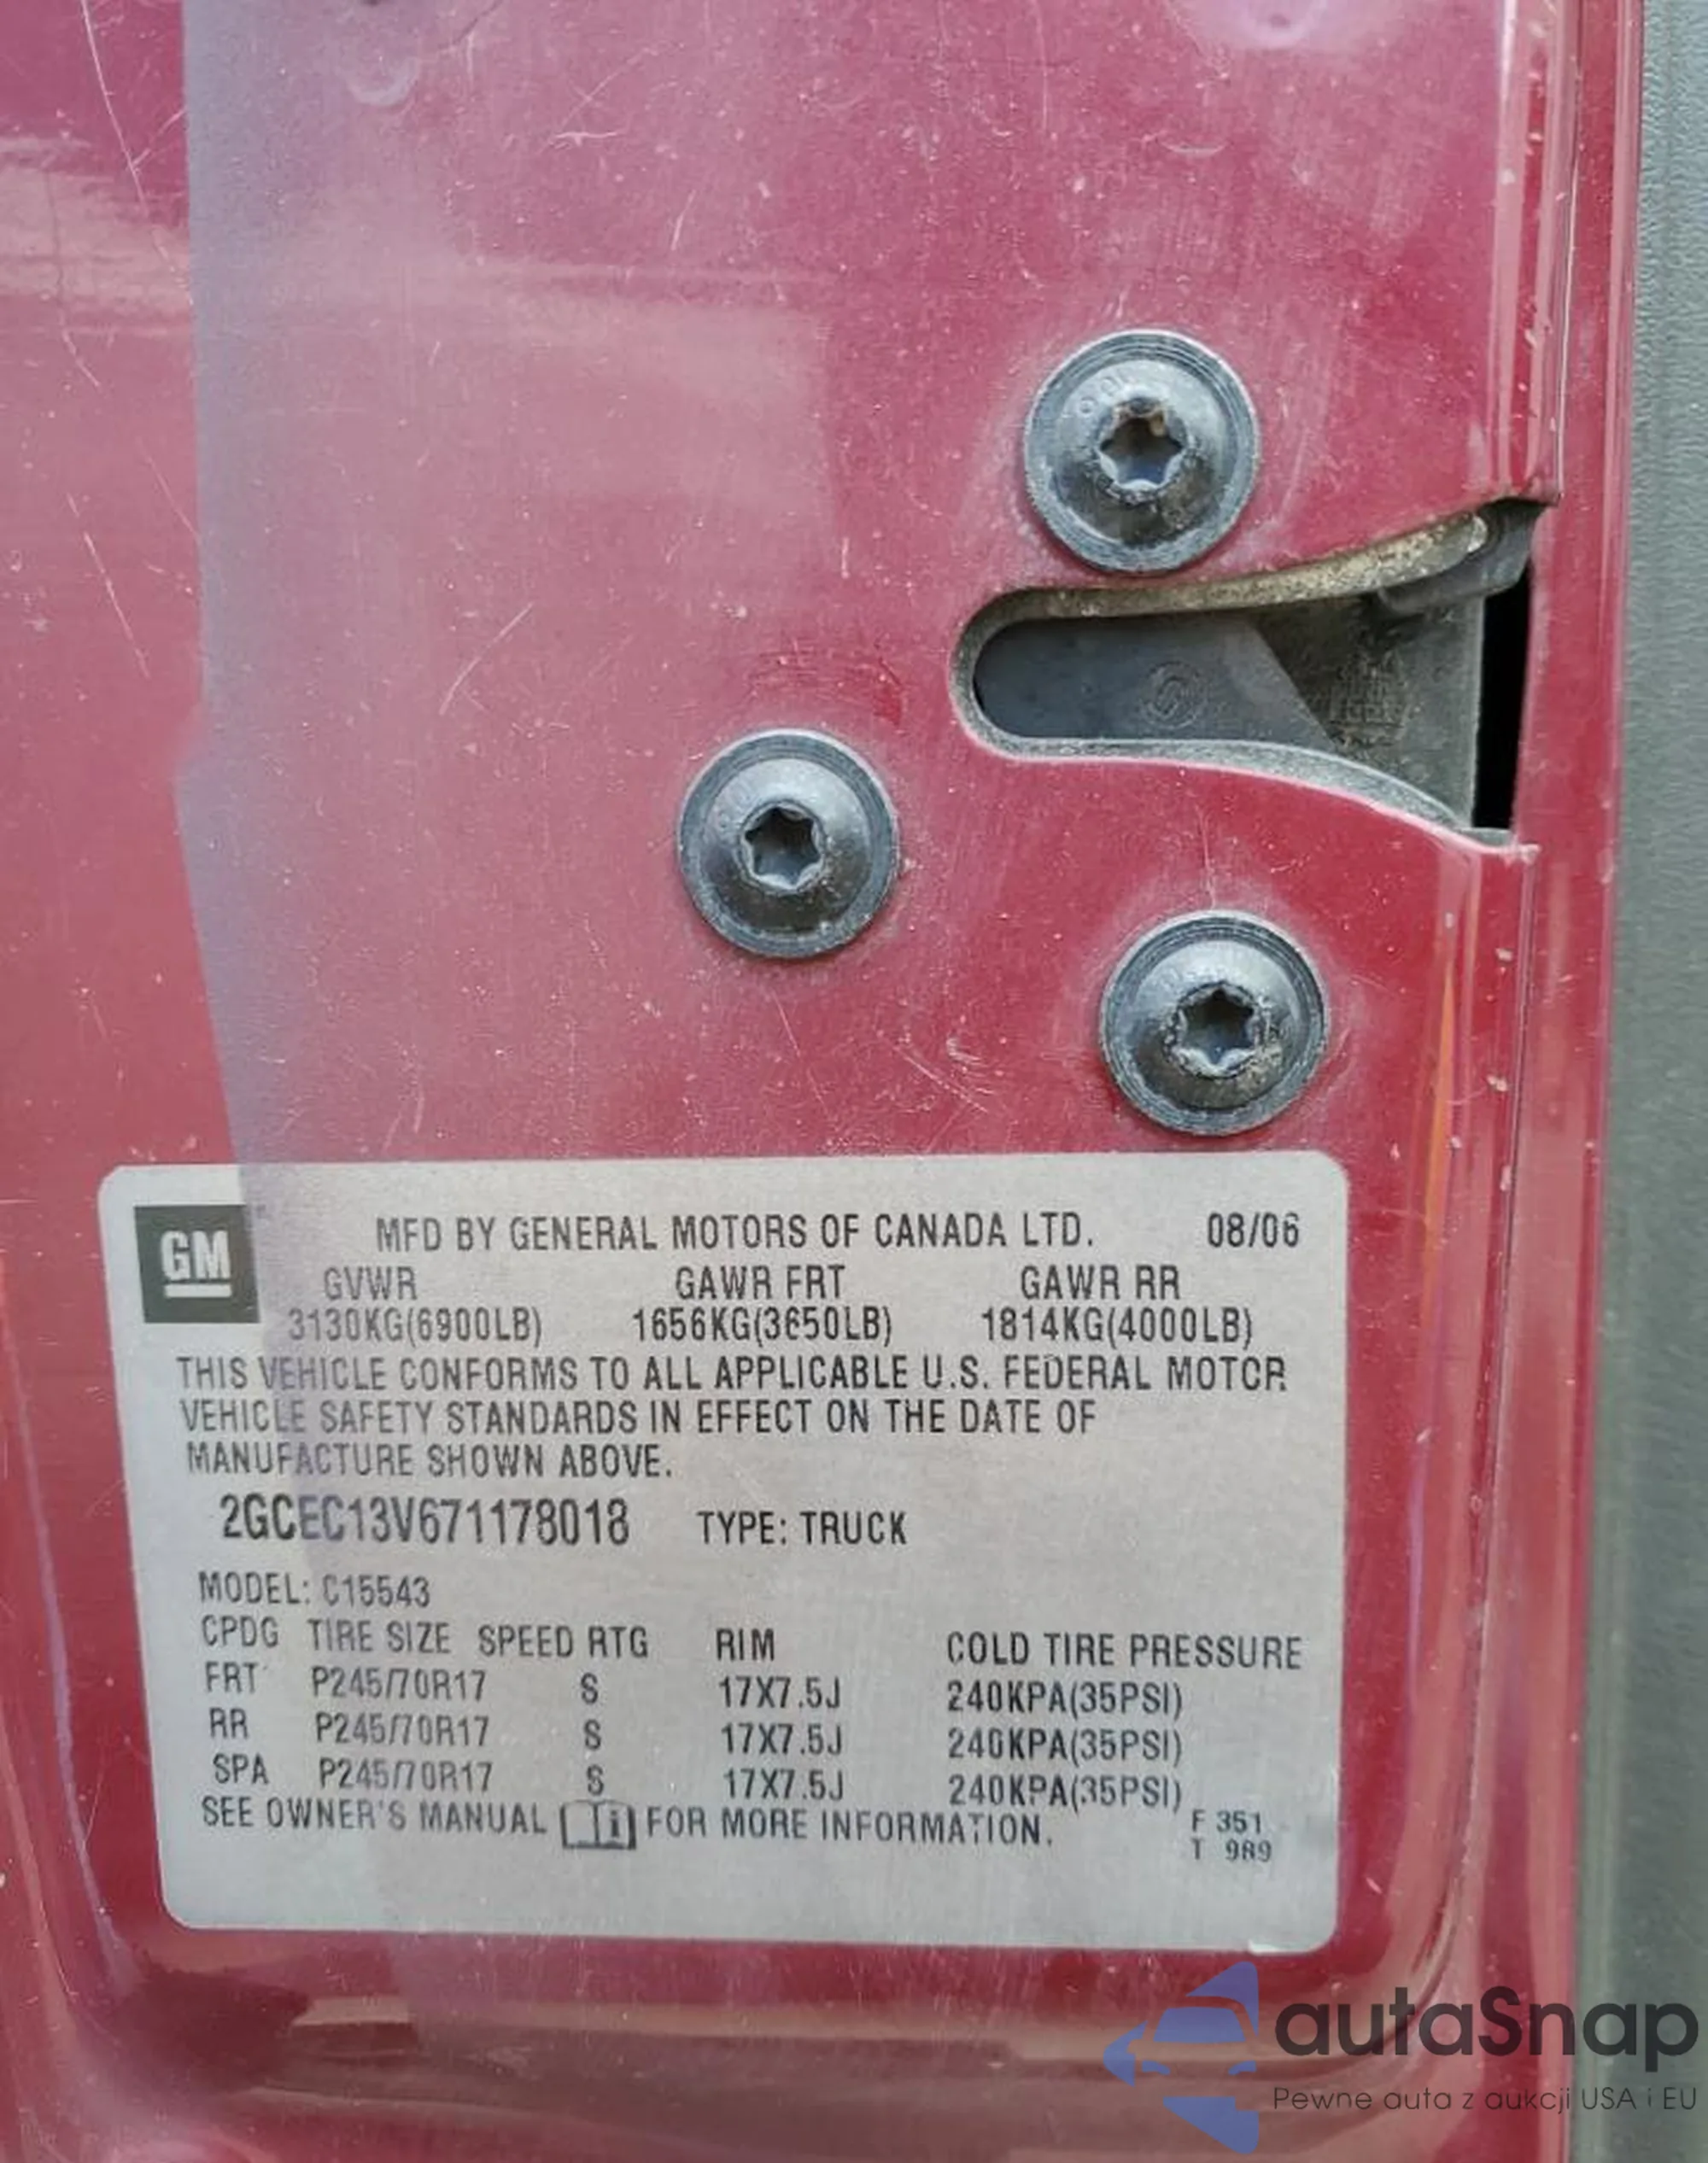 GM
MFD BY GENERAL MOTORS OF CANADA LTD. 08/06
GVWR GAWR FRT GAWR RR
3130KG(6900LB) 1656KG(3650LB) 1814KG(4000LB)
THIS VEHICLE CONFORMS TO ALL APPLICABLE U.S. FEDERAL MOTOR
VEHICLE SAFETY STANDARDS IN EFFECT ON THE DATE OF
MANUFACTURE SHOWN ABOVE.
2GCEC13V671178018 TYPE: TRUCK
MODEL: C15543
CPDG TIRE SIZE SPEED RTG RIM COLD TIRE PRESSURE
FRT P245/70R17 S 17X7.5J 240KPA(35PSI)
RR P245/70R17 S 17X7.5J 240KPA(35PSI)
SPA P245/70R17 S 17X7.5J 240KPA(35PSI)
SEE OWNER'S MANUAL i FOR MORE INFORMATION.
F 351
T 989
autaSnap
Pewne auta z aukcji USA i EU